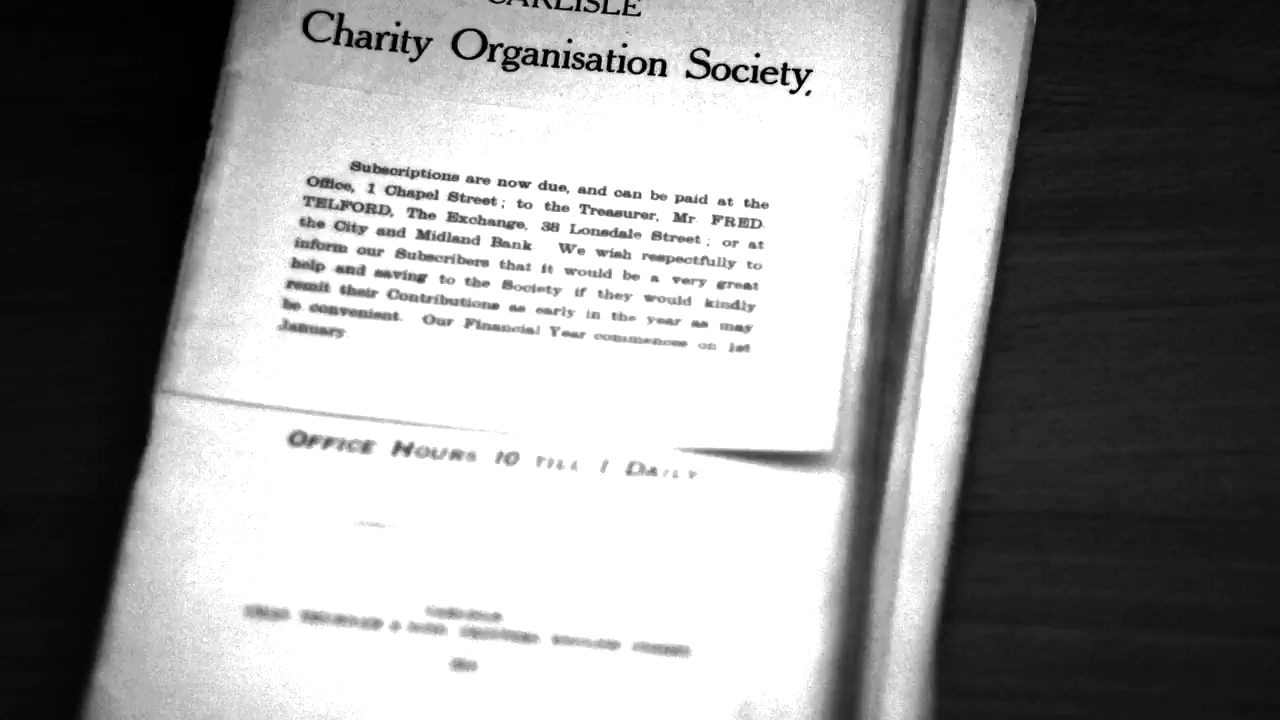 CARLISLE
Charity Organisation Society.
Subscriptions are now due, and can be paid at the
Office, 1 Chapel Street; to the Treasurer, Mr. FRED.
TELFORD, The Exchange, 38 Lonsdale Street; or at
the City and Midland Bank. We wish respectfully to
inform our Subscribers that it would be a very great
help and saving to the Society if they would kindly
remit their Contributions as early in the year as may
be convenient. Our Financial Year commences on 1st
January.
OFFICE HOURS 10 TILL 1 DAILY